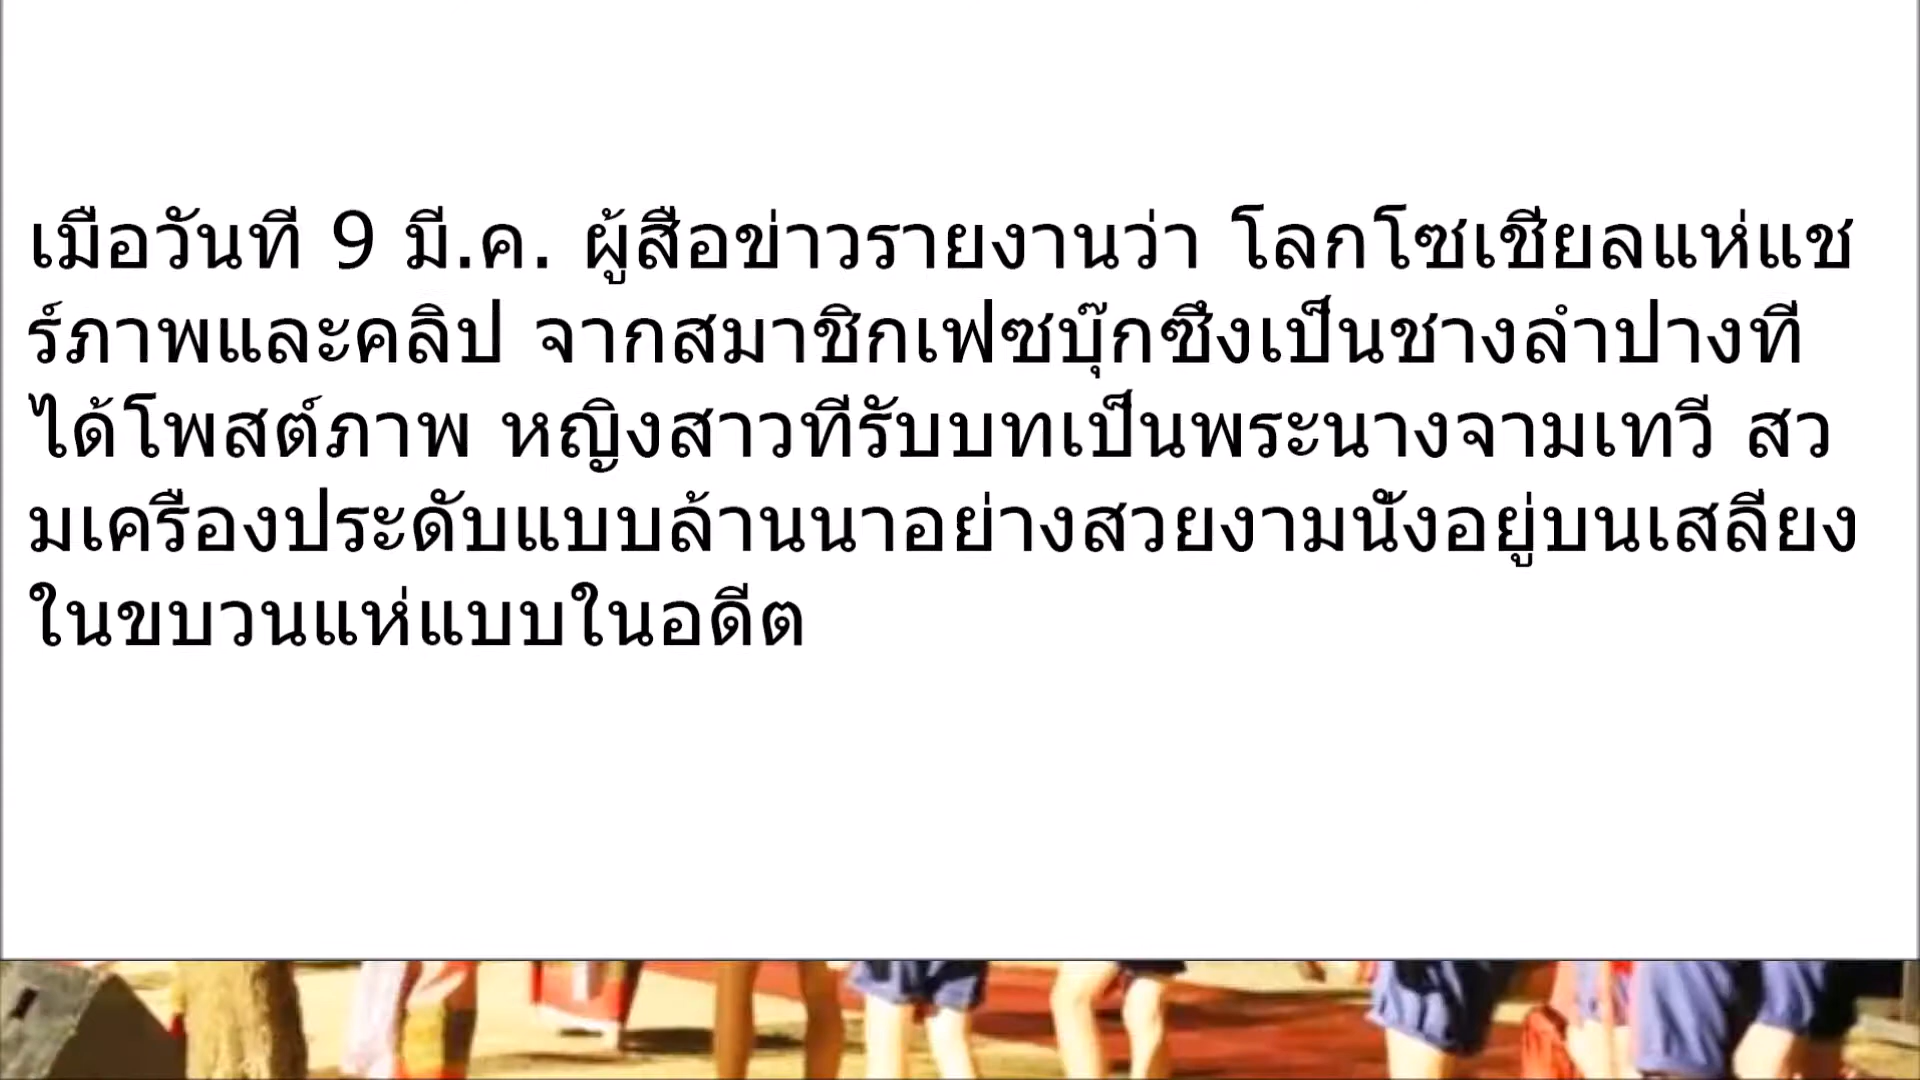 เมื่อวันที่ 9 มี.ค. ผู้สื่อข่าวรายงานว่า โลกโซเชียลแห่แช
ร์ภาพและคลิป จากสมาชิกเฟซบุ๊กซึ่งเป็นชางลำปางที่
ได้โพสต์ภาพ หญิงสาวที่รับบทเป็นพระนางจามเทวี สว
มเครื่องประดับแบบล้านนาอย่างสวยงามนั่งอยู่บนเสลี่ยง
ในขบวนแห่แบบในอดีต